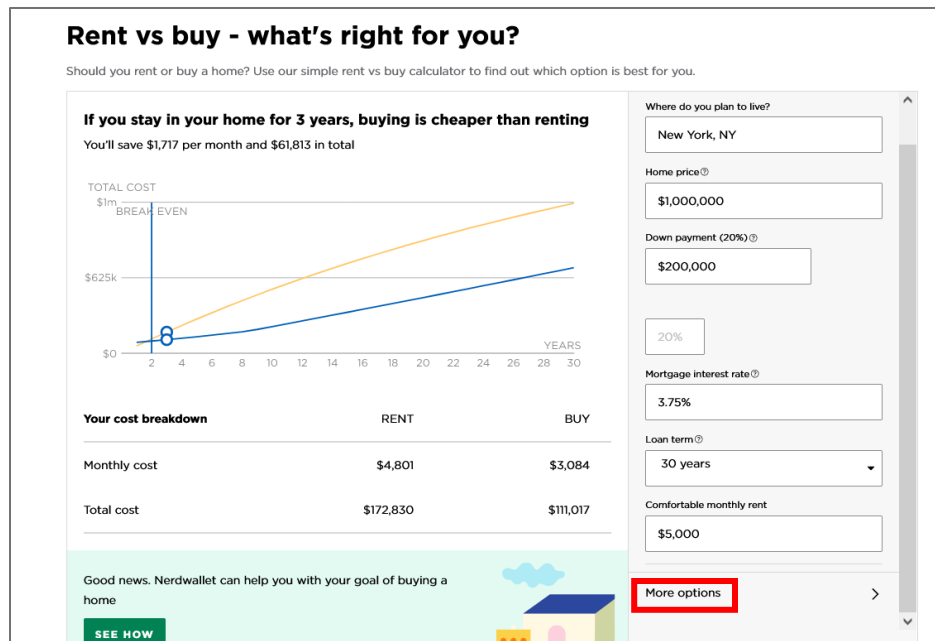 Rent vs buy - what's right for you?
Should you rent or buy a home? Use our simple rent vs buy calculator to find out which option is best for you.
If you stay in your home for 3 years, buying is cheaper than renting
You'll save $1,717 per month and $61,813 in total
TOTAL COST
$1m
BREAK EVEN
$625k
$0
YEARS
2 4 6 8 10 12 14 16 18 20 22 24 26 28 30
Your cost breakdown RENT BUY
Monthly cost $4,801 $3,084
Total cost $172,830 $111,017
Good news. Nerdwallet can help you with your goal of buying a
home
SEE HOW
Where do you plan to live?
New York, NY
Home price
$1,000,000
Down payment (20%)
$200,000
20%
Mortgage interest rate
3.75%
Loan term
30 years
Comfortable monthly rent
$5,000
More options